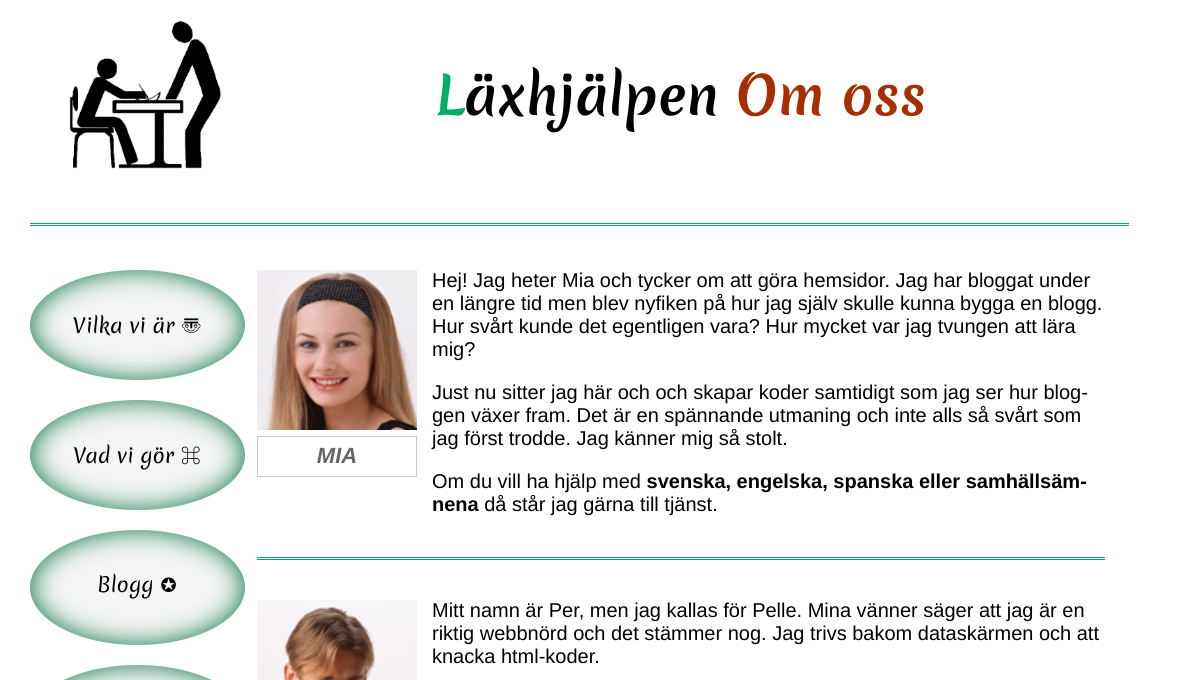 Läxhjälpen Om oss
Vilka vi är
Vad vi gör ⌘
Blogg ✪
MIA
Hej! Jag heter Mia och tycker om att göra hemsidor. Jag har bloggat under
en längre tid men blev nyfiken på hur jag själv skulle kunna bygga en blogg.
Hur svårt kunde det egentligen vara? Hur mycket var jag tvungen att lära
mig?
Just nu sitter jag här och och skapar koder samtidigt som jag ser hur blog-
gen växer fram. Det är en spännande utmaning och inte alls så svårt som
jag först trodde. Jag känner mig så stolt.
Om du vill ha hjälp med svenska, engelska, spanska eller samhällsäm-
nena då står jag gärna till tjänst.
Mitt namn är Per, men jag kallas för Pelle. Mina vänner säger att jag är en
riktig webbnörd och det stämmer nog. Jag trivs bakom dataskärmen och att
knacka html-koder.